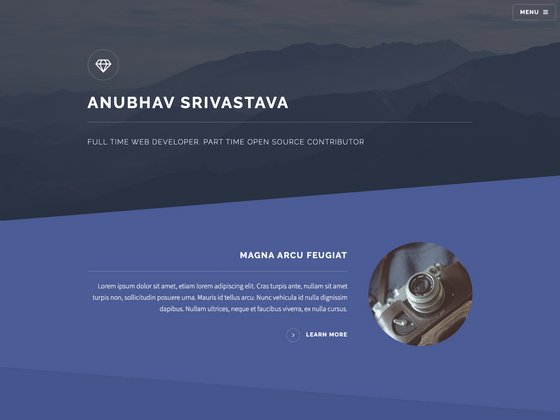 MENU
ANUBHAV SRIVASTAVA
FULL TIME WEB DEVELOPER. PART TIME OPEN SOURCE CONTRIBUTOR
MAGNA ARCU FEUGIAT
Lorem ipsum dolor sit amet, etiam lorem adipiscing elit. Cras turpis ante, nullam sit amet
turpis non, sollicitudin posuere urna. Mauris id tellus arcu. Nunc vehicula id nulla dignissim
dapibus. Nullam ultrices, neque et faucibus viverra, ex nulla cursus.
LEARN MORE